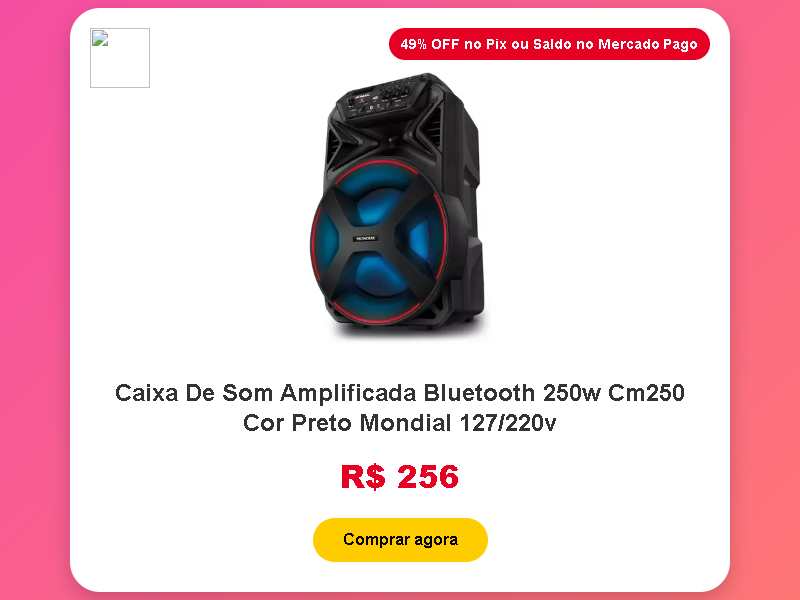 49% OFF no Pix ou Saldo no Mercado Pago
MONDIAL
Caixa De Som Amplificada Bluetooth 250w Cm250
Cor Preto Mondial 127/220v
R$ 256
Comprar agora